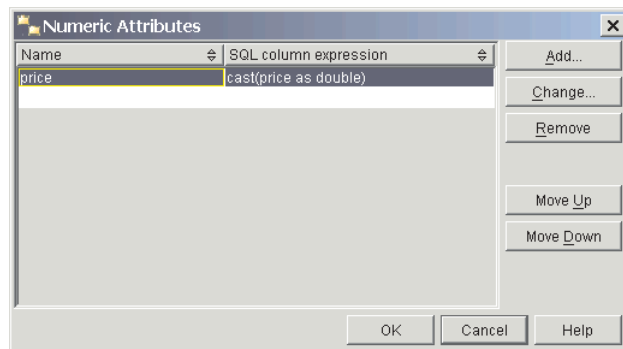 Numeric Attributes
Name SQL column expression
price cast(price as double)
Add...
Change...
Remove
Move Up
Move Down
OK Cancel Help